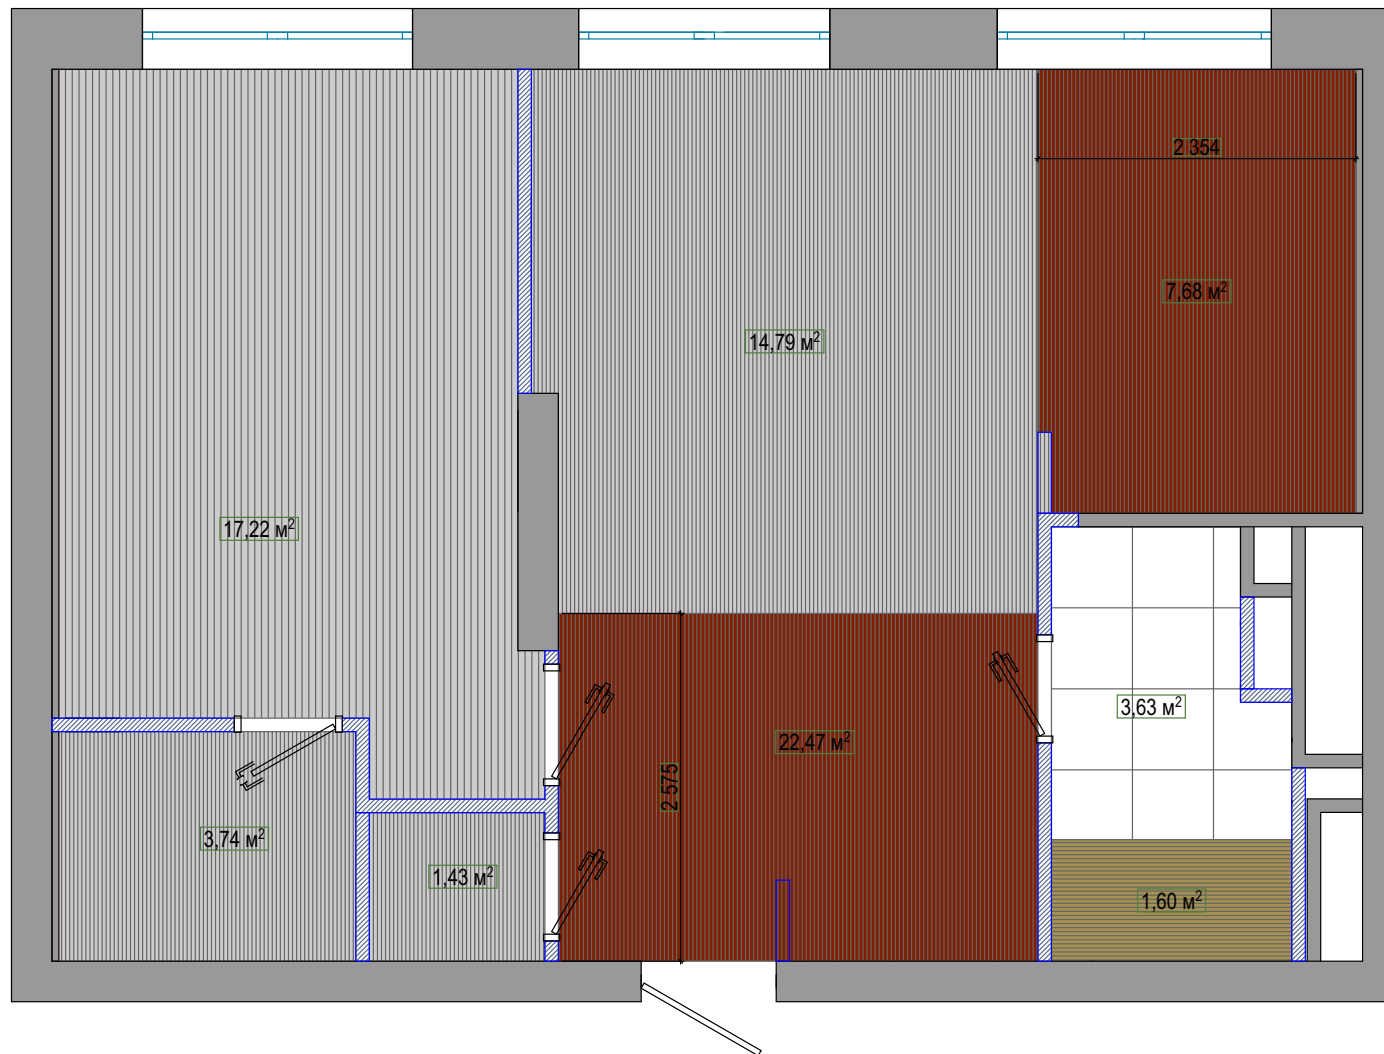 2 354
7,68 м²
14,79 м²
17,22 м²
3,63 м²
22,47 м²
2 575
3,74 м²
1,43 м²
1,60 м²